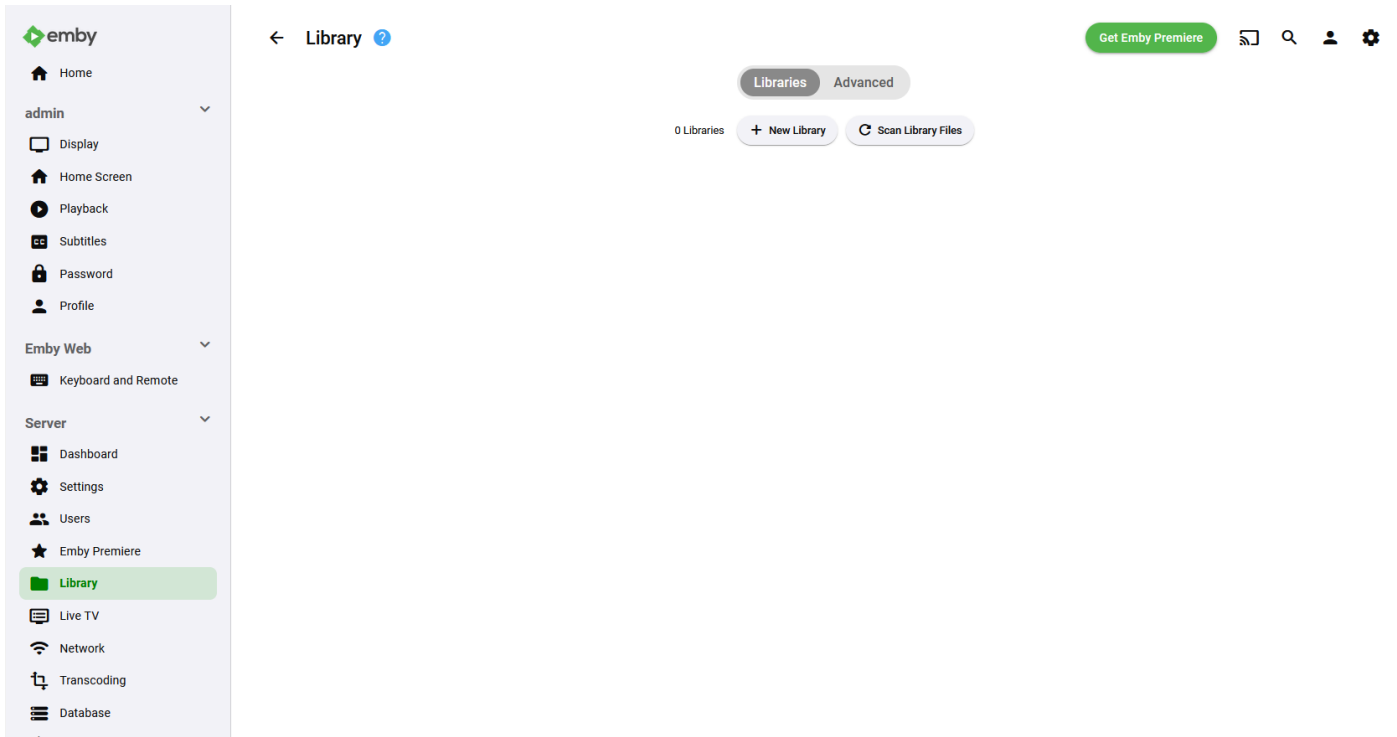 emby
Home
admin
Display
Home Screen
Playback
CC Subtitles
Password
Profile
Emby Web
Keyboard and Remote
Server
Dashboard
Settings
Users
Emby Premiere
Library
Live TV
Network
Transcoding
Database
Library ?
Get Emby Premiere
Libraries Advanced
0 Libraries + New Library Scan Library Files